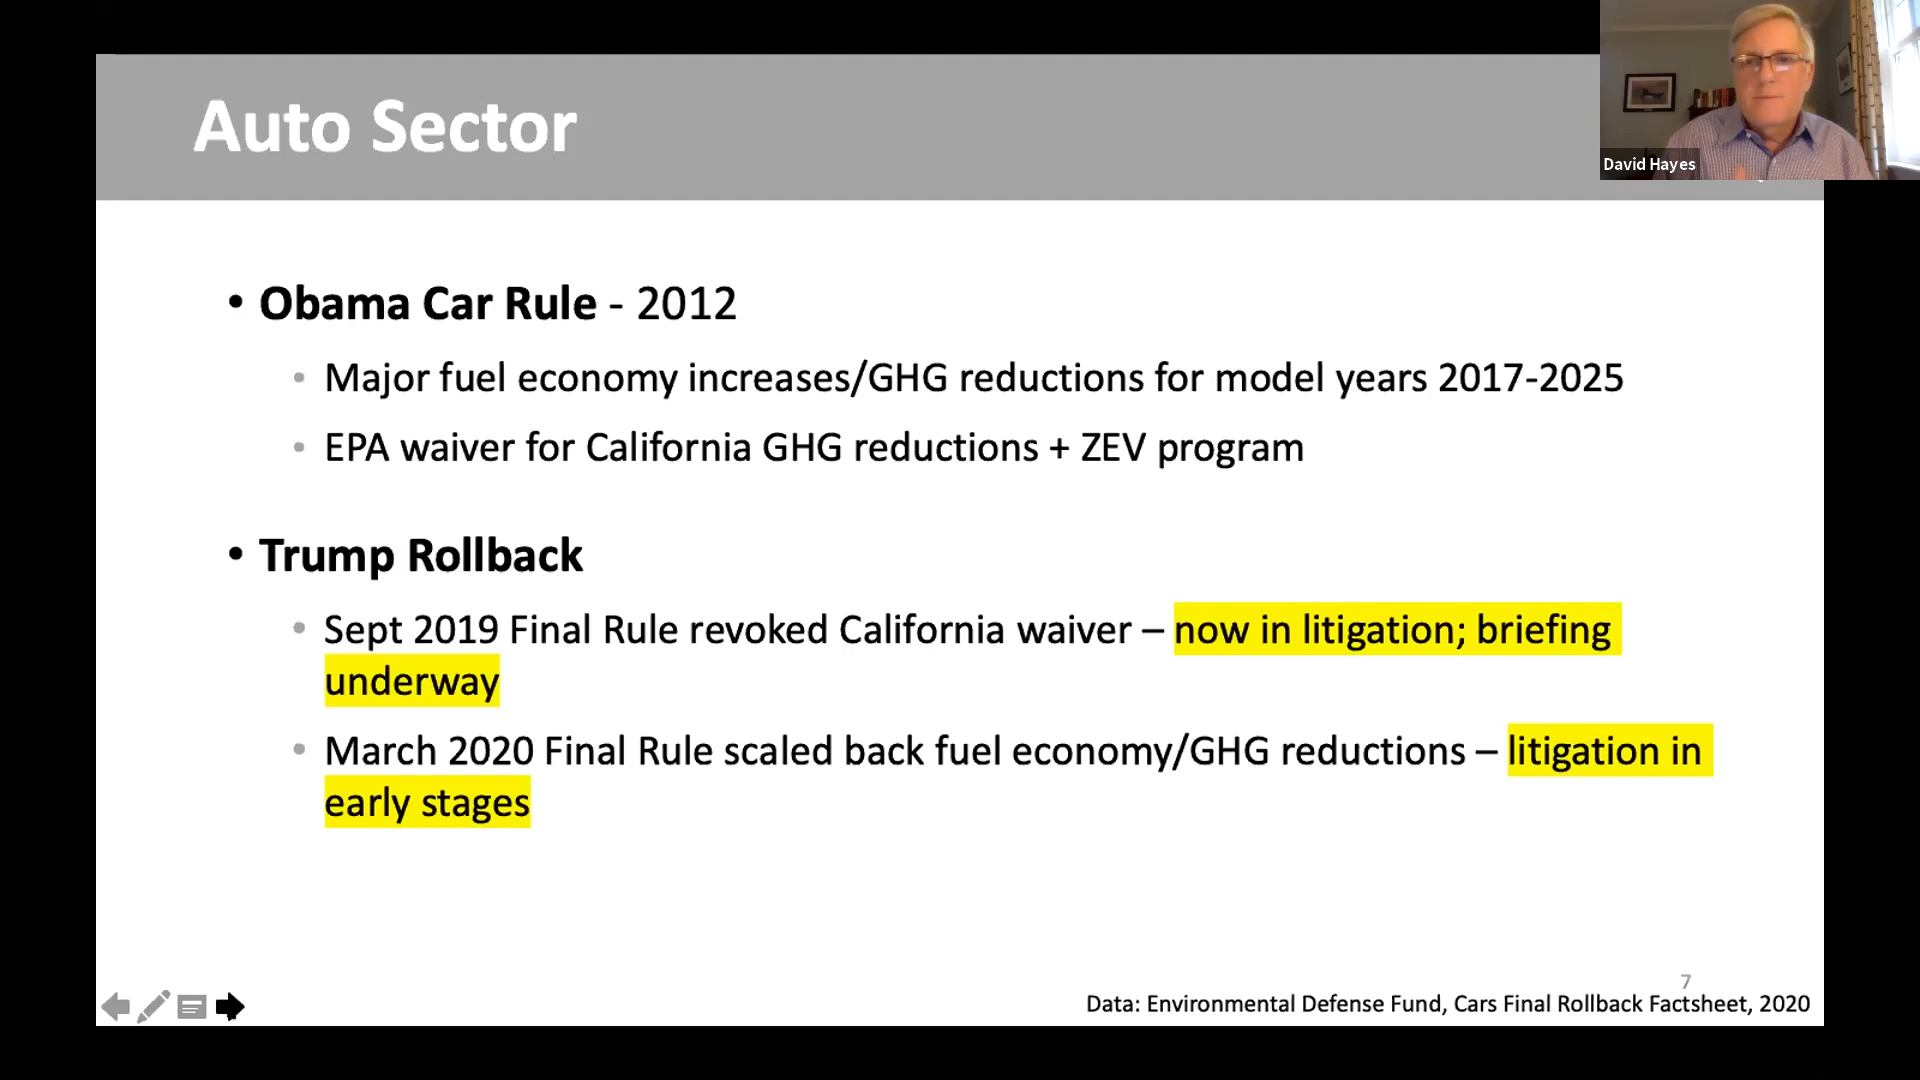 Auto Sector
David Hayes
• Obama Car Rule - 2012
• Major fuel economy increases/GHG reductions for model years 2017-2025
• EPA waiver for California GHG reductions + ZEV program
• Trump Rollback
• Sept 2019 Final Rule revoked California waiver – now in litigation; briefing
underway
• March 2020 Final Rule scaled back fuel economy/GHG reductions – litigation in
early stages
7
Data: Environmental Defense Fund, Cars Final Rollback Factsheet, 2020